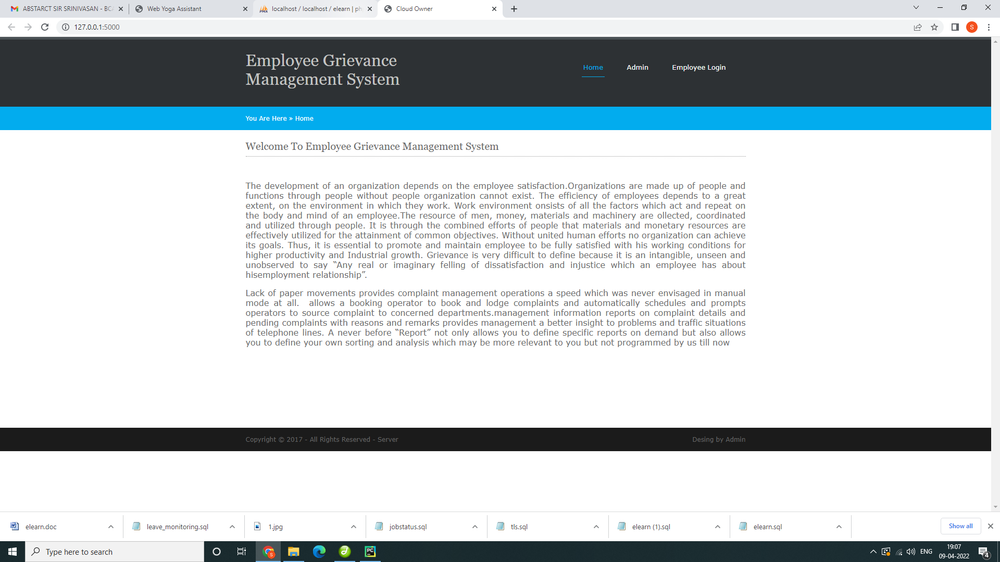 ABSTARCT SIR SRINIVASAN - BCA
Web Yoga Assistant
localhost / localhost / elearn | ph
Cloud Owner
127.0.0.1:5000
S
Employee Grievance
Management System
Home
Admin
Employee Login
You Are Here » Home
Welcome To Employee Grievance Management System
The development of an organization depends on the employee satisfaction.Organizations are made up of people and
functions through people without people organization cannot exist. The efficiency of employees depends to a great
extent, on the environment in which they work. Work environment onsists of all the factors which act and repeat on
the body and mind of an employee.The resource of men, money, materials and machinery are ollected, coordinated
and utilized through people. It is through the combined efforts of people that materials and monetary resources are
effectively utilized for the attainment of common objectives. Without united human efforts no organization can achieve
its goals. Thus, it is essential to promote and maintain employee to be fully satisfied with his working conditions for
higher productivity and Industrial growth. Grievance is very difficult to define because it is an intangible, unseen and
unobserved to say “Any real or imaginary felling of dissatisfaction and injustice which an employee has about
hisemployment relationship”.
Lack of paper movements provides complaint management operations a speed which was never envisaged in manual
mode at all. allows a booking operator to book and lodge complaints and automatically schedules and prompts
operators to source complaint to concerned departments.management information reports on complaint details and
pending complaints with reasons and remarks provides management a better insight to problems and traffic situations
of telephone lines. A never before “Report” not only allows you to define specific reports on demand but also allows
you to define your own sorting and analysis which may be more relevant to you but not programmed by us till now
Copyright © 2017 - All Rights Reserved - Server
Desing by Admin
elearn.doc
leave_monitoring.sql
1.jpg
jobstatus.sql
tls.sql
elearn (1).sql
elearn.sql
Show all
Type here to search
ENG
19:07
09-04-2022
4